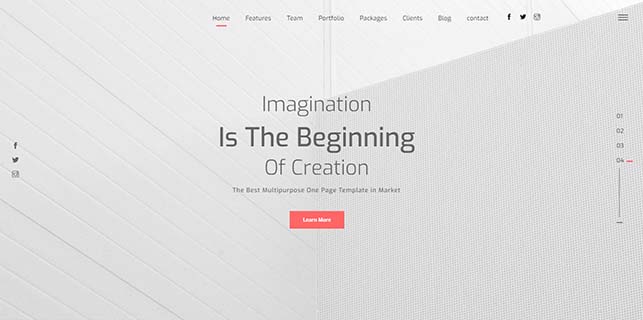 Home Features Team Portfolio Packages Clients Blog contact
Imagination
Is The Beginning
Of Creation
The Best Multipurpose One Page Template in Market
Learn More
01
02
03
04